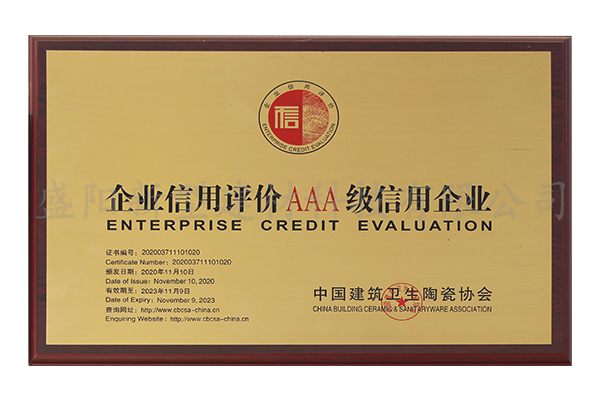 企业信用评价
信
ENTERPRISE CREDIT EVALUATION
企业信用评价AAA级信用企业
ENTERPRISE CREDIT EVALUATION
证书编号：202003711101020
Certificate Number：202003711101020
颁发日期：2020年11月10日
Date of Issue：November 10, 2020
有效期至：2023年11月9日
Date of Expiry：November 9, 2023
查询网址：http://www.cbcsa-china.cn
Enquiring Website：http://www.cbcsa-china.cn
中国建筑卫生陶瓷协会
CHINA BUILDING CERAMIC & SANITARYWARE ASSOCIATION